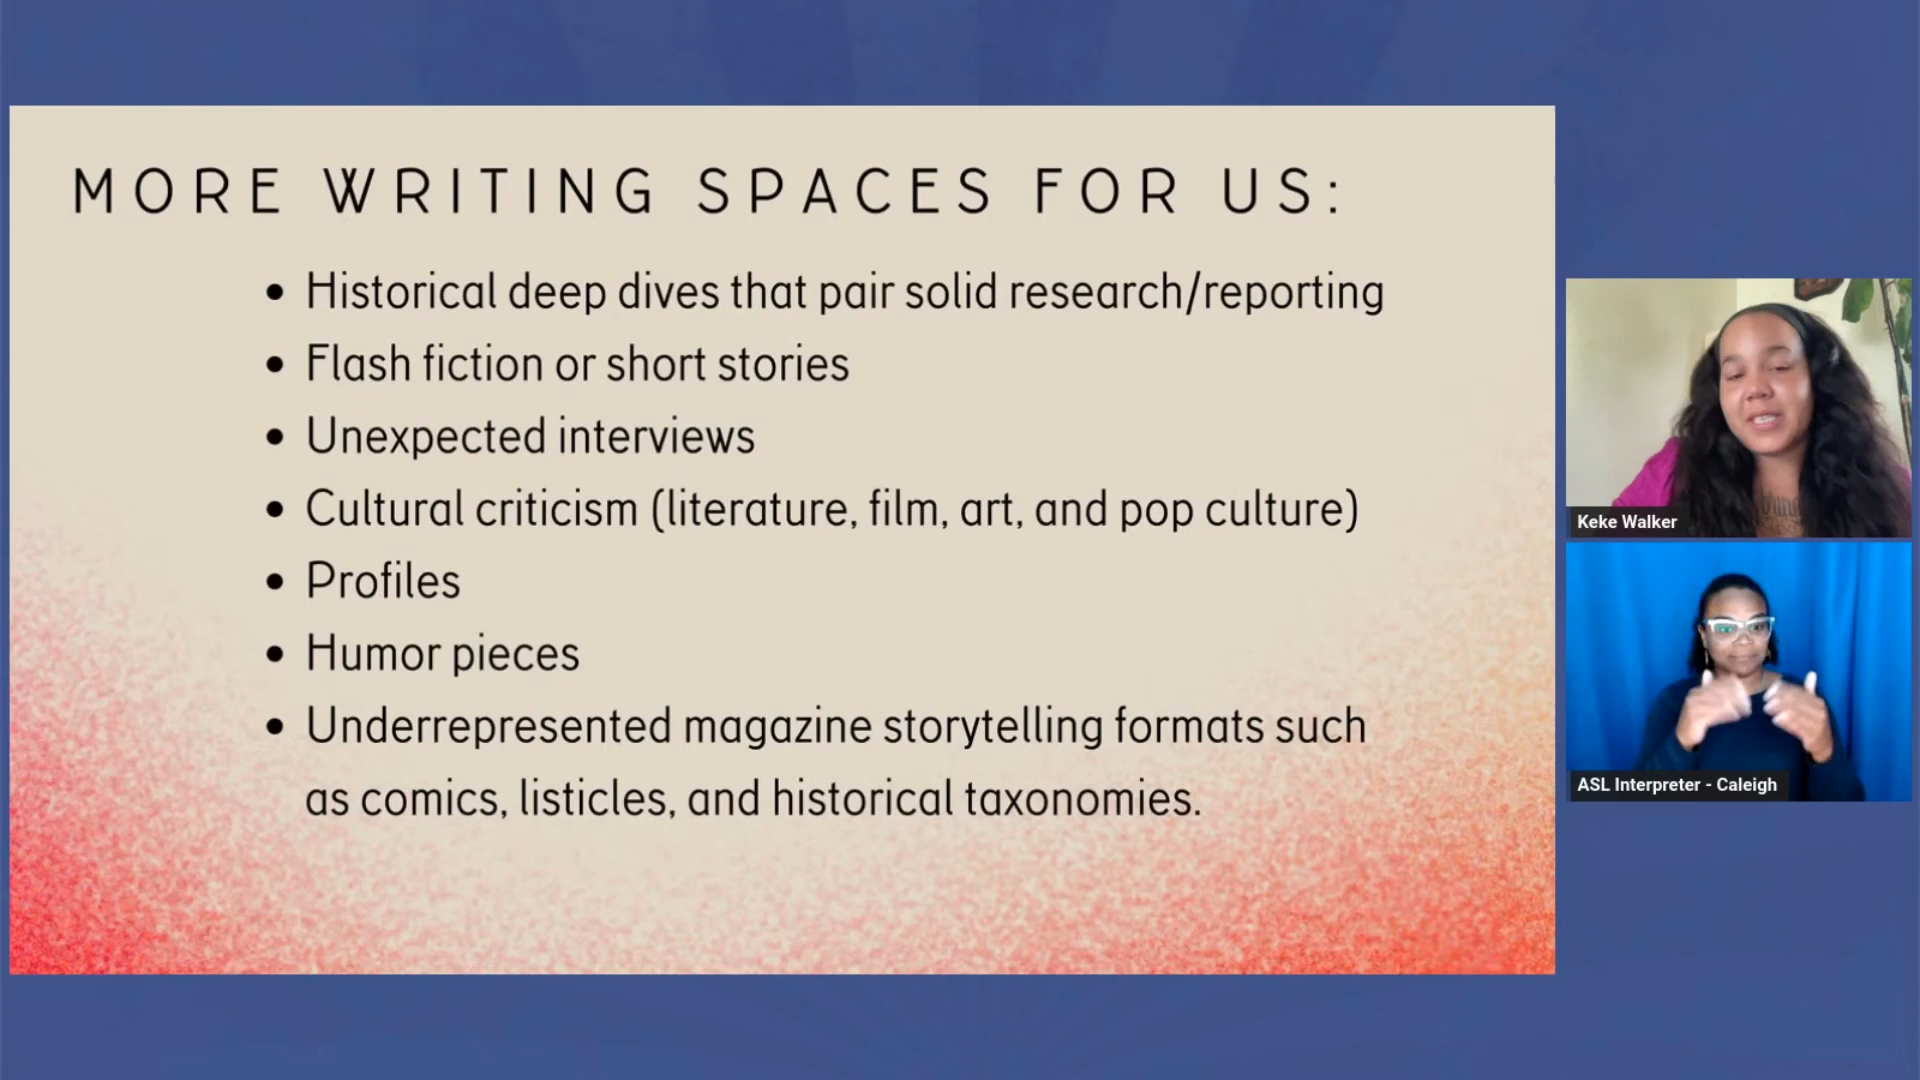 MORE WRITING SPACES FOR US:
• Historical deep dives that pair solid research/reporting
• Flash fiction or short stories
• Unexpected interviews
• Cultural criticism (literature, film, art, and pop culture)
• Profiles
• Humor pieces
• Underrepresented magazine storytelling formats such
as comics, listicles, and historical taxonomies.
Keke Walker
ASL Interpreter - Caleigh